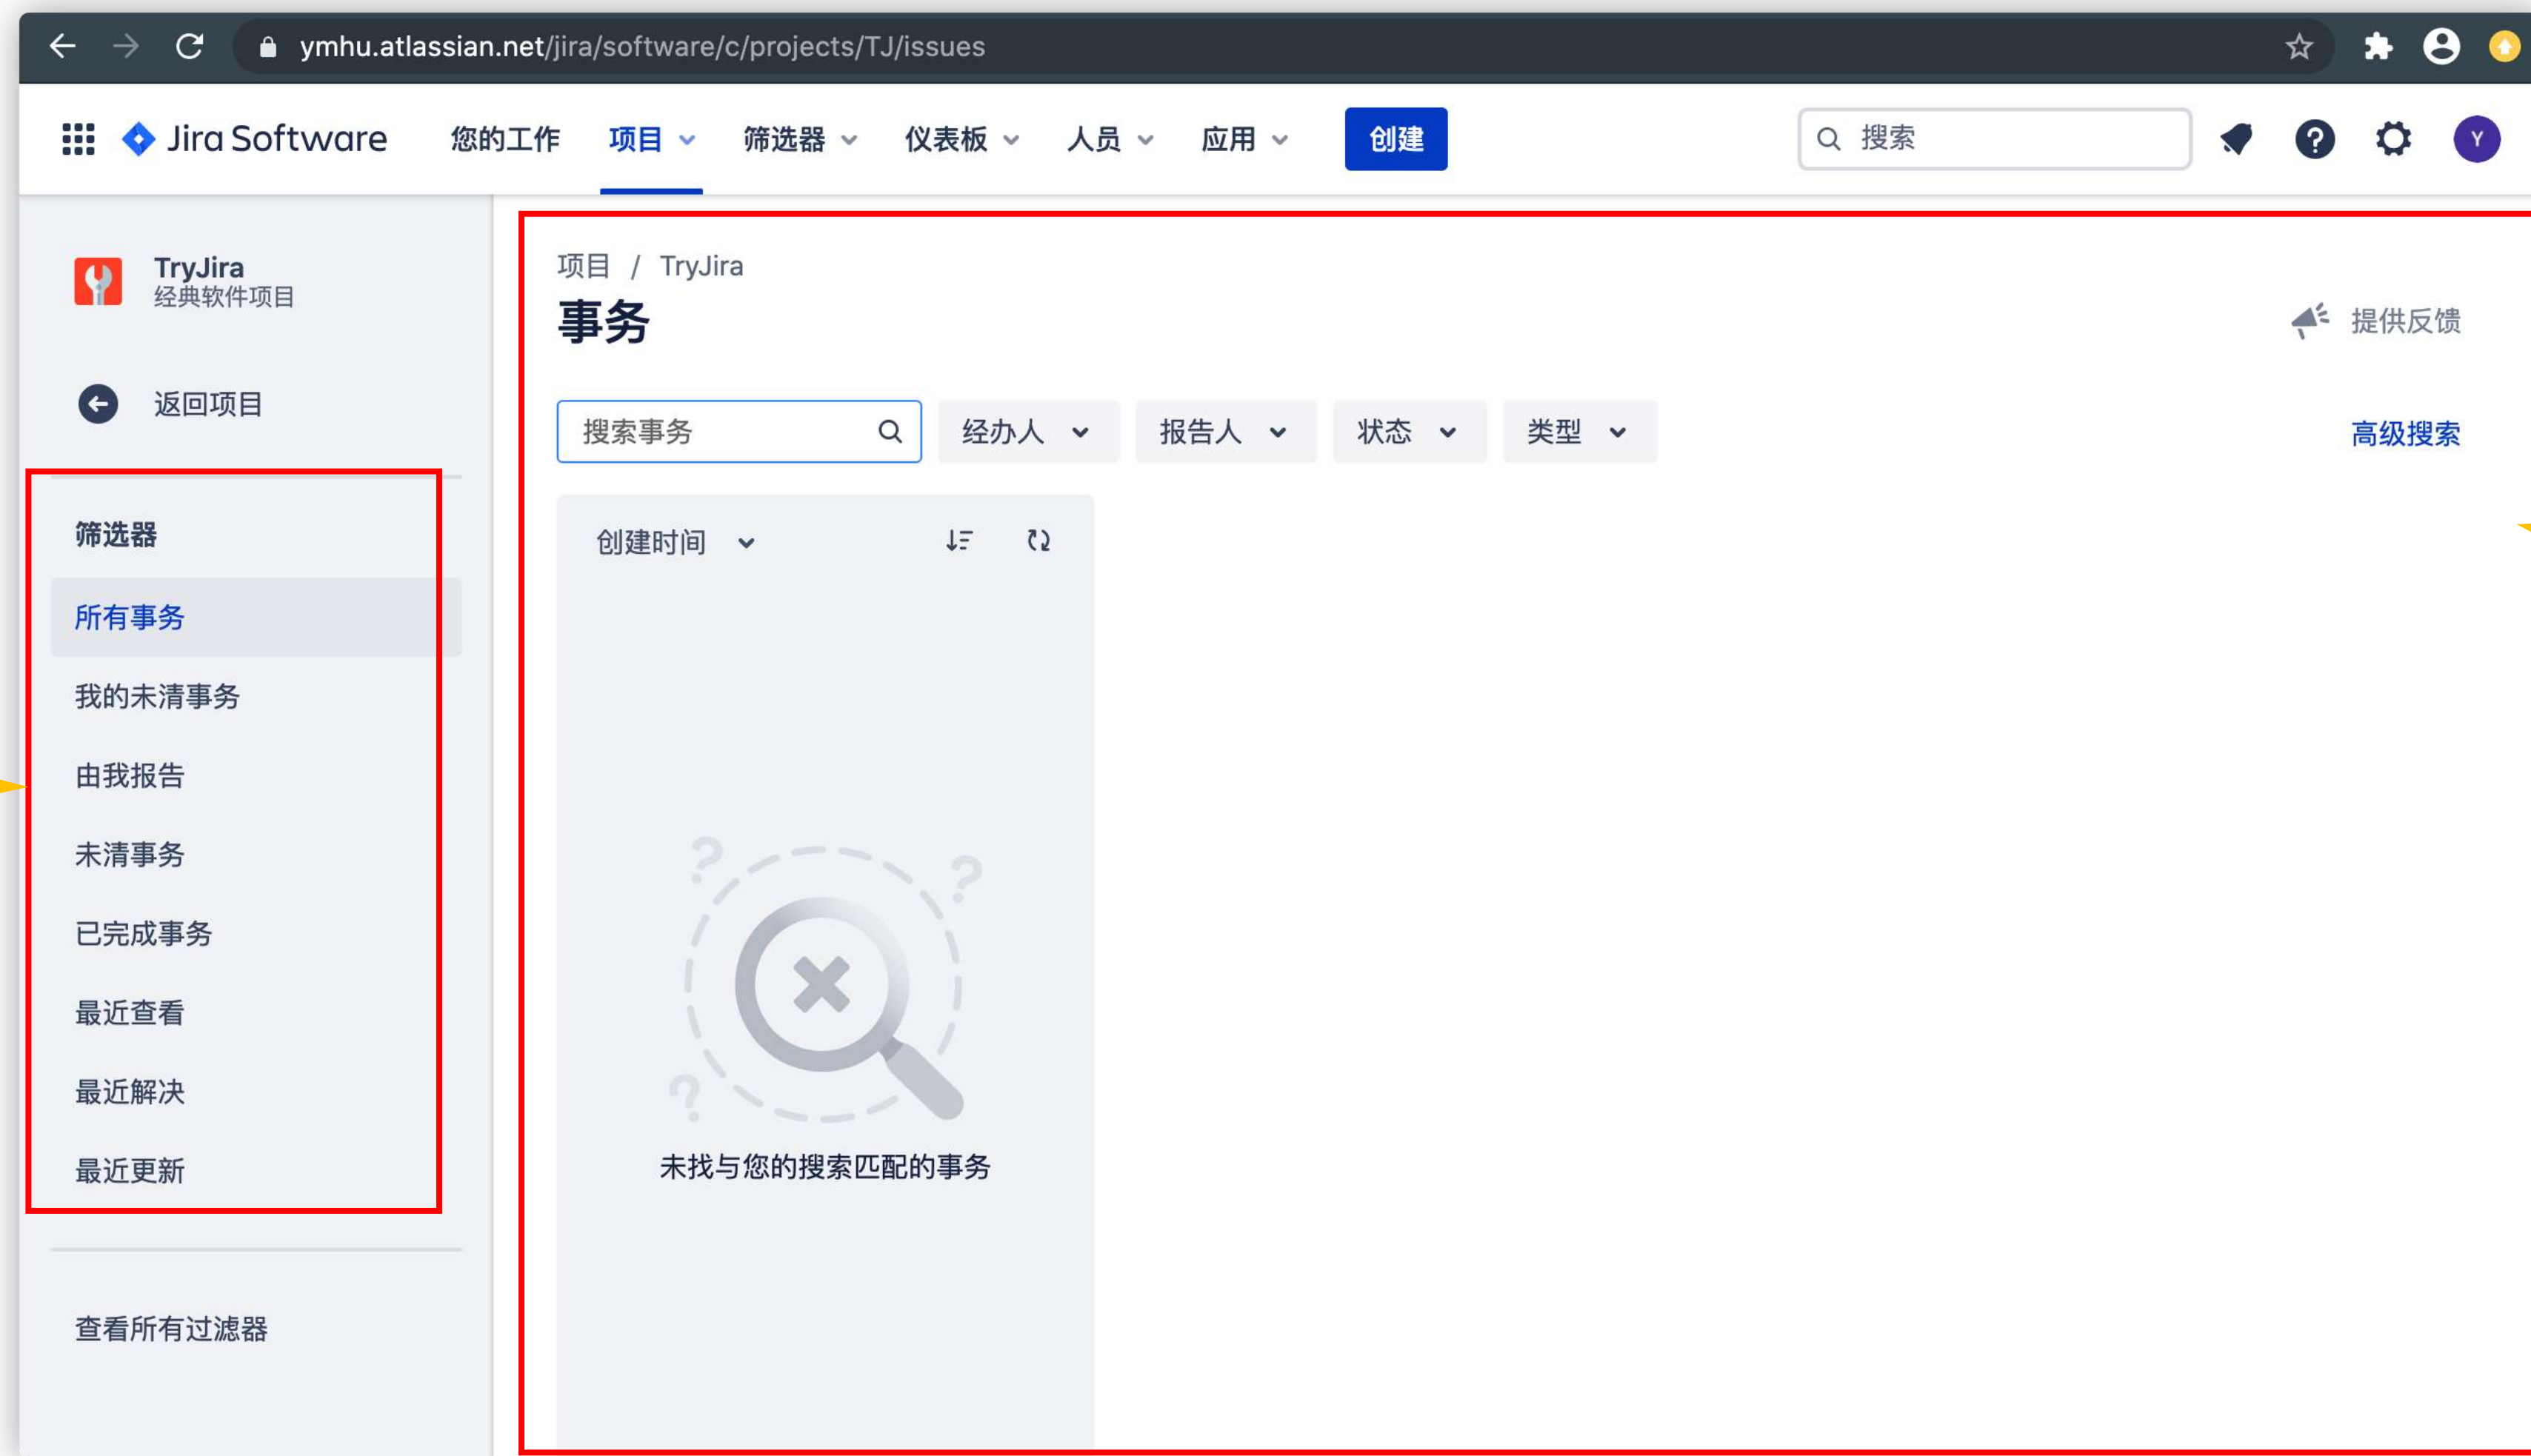 ymhu.atlassian.net/jira/software/c/projects/TJ/issues
Jira Software 您的工作 项目 筛选器 仪表板 人员 应用 创建 搜索 Y
TryJira
经典软件项目
返回项目
筛选器
所有事务
我的未清事务
由我报告
未清事务
已完成事务
最近查看
最近解决
最近更新
查看所有过滤器
项目 / TryJira
事务
提供反馈
搜索事务 经办人 报告人 状态 类型 高级搜索
创建时间
未找与您的搜索匹配的事务